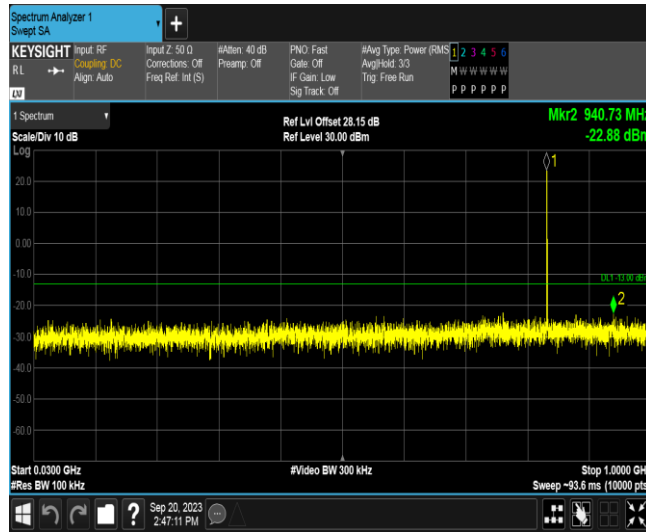 Spectrum Analyzer 1
Swept SA
KEYSIGHT
RL
LXI
Input: RF
Coupling: DC
Align: Auto
Input Z: 50 Ω
Corrections: Off
Freq Ref: Int (S)
#Atten: 40 dB
Preamp: Off
PNO: Fast
Gate: Off
IF Gain: Low
Sig Track: Off
#Avg Type: Power (RMS
Avg|Hold: 3/3
Trig: Free Run
1 2 3 4 5 6
M W W W W W
P P P P P P
1 Spectrum
Scale/Div 10 dB
Log
Ref Lvl Offset 28.15 dB
Ref Level 30.00 dBm
Mkr2 940.73 MHz
-22.88 dBm
1
20.0
10.0
0.00
-10.0
DL1 -13.00 dBm
2
-20.0
-30.0
-40.0
-50.0
-60.0
Start 0.0300 GHz
#Res BW 100 kHz
#Video BW 300 kHz
Stop 1.0000 GHz
Sweep ~93.6 ms (10000 pts)
?
Sep 20, 2023
2:47:11 PM